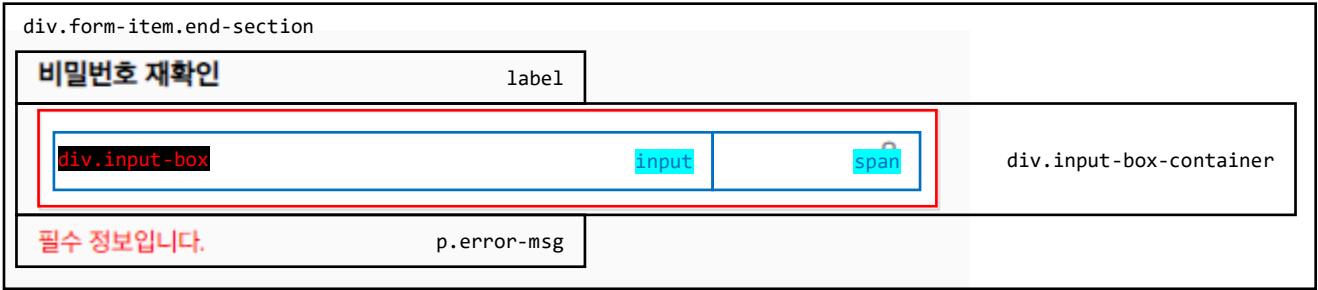 div.form-item.end-section
비밀번호 재확인 label
div.input-box input span div.input-box-container
필수 정보입니다. p.error-msg